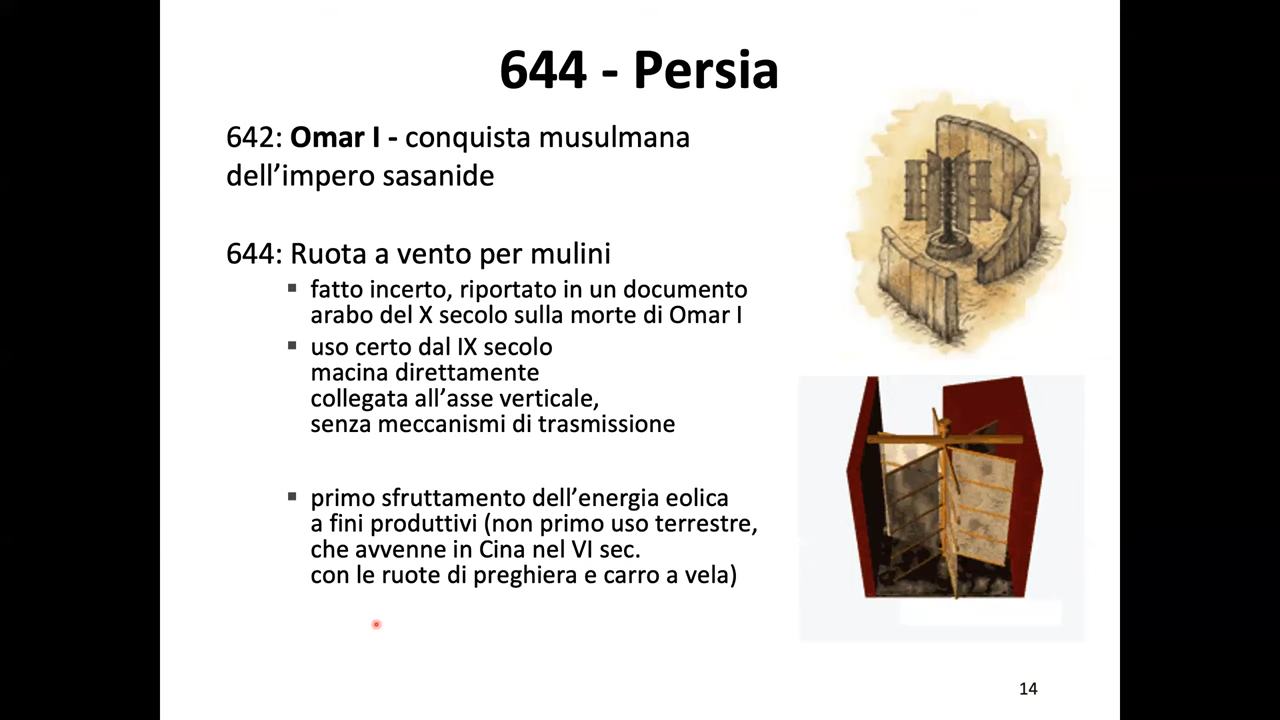 644 - Persia
642: Omar I - conquista musulmana
dell’impero sasanide
644: Ruota a vento per mulini
▪ fatto incerto, riportato in un documento
arabo del X secolo sulla morte di Omar I
▪ uso certo dal IX secolo
macina direttamente
collegata all’asse verticale,
senza meccanismi di trasmissione
▪ primo sfruttamento dell’energia eolica
a fini produttivi (non primo uso terrestre,
che avvenne in Cina nel VI sec.
con le ruote di preghiera e carro a vela)
14